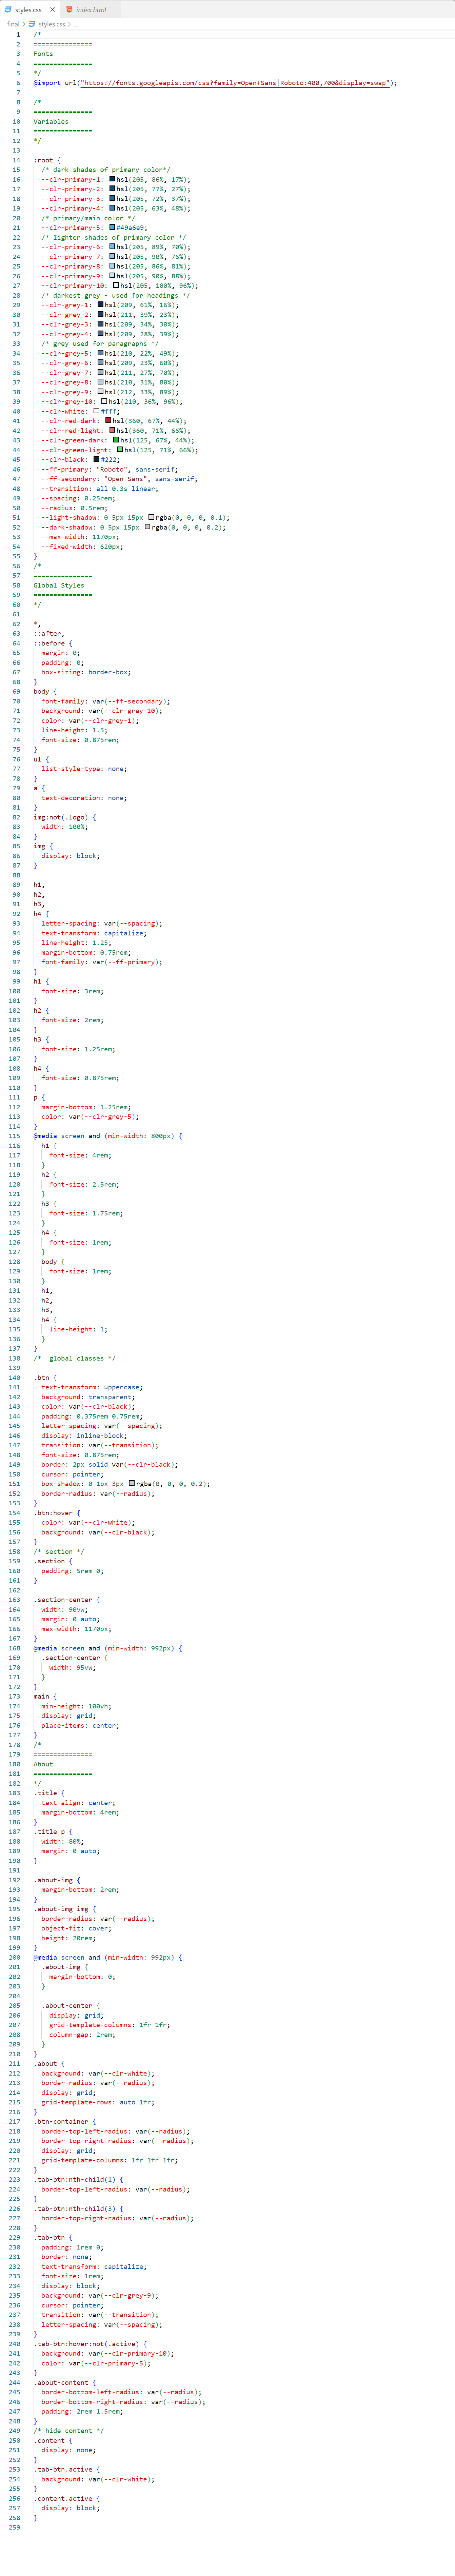 styles.css
index.html
final > styles.css > ...
1 /*
2 ===============
3 Fonts
4 ===============
5 */
6 @import url("https://fonts.googleapis.com/css?family=Open+Sans|Roboto:400,700&display=swap");
7
8 /*
9 ===============
10 Variables
11 ===============
12 */
13
14 :root {
15 /* dark shades of primary color*/
16 --clr-primary-1: hsl(205, 86%, 17%);
17 --clr-primary-2: hsl(205, 77%, 27%);
18 --clr-primary-3: hsl(205, 72%, 37%);
19 --clr-primary-4: hsl(205, 63%, 48%);
20 /* primary/main color */
21 --clr-primary-5: #49a6e9;
22 /* lighter shades of primary color */
23 --clr-primary-6: hsl(205, 89%, 70%);
24 --clr-primary-7: hsl(205, 90%, 76%);
25 --clr-primary-8: hsl(205, 86%, 81%);
26 --clr-primary-9: hsl(205, 90%, 88%);
27 --clr-primary-10: hsl(205, 100%, 96%);
28 /* darkest grey - used for headings */
29 --clr-grey-1: hsl(209, 61%, 16%);
30 --clr-grey-2: hsl(211, 39%, 23%);
31 --clr-grey-3: hsl(209, 34%, 30%);
32 --clr-grey-4: hsl(209, 28%, 39%);
33 /* grey used for paragraphs */
34 --clr-grey-5: hsl(210, 22%, 49%);
35 --clr-grey-6: hsl(209, 23%, 60%);
36 --clr-grey-7: hsl(211, 27%, 70%);
37 --clr-grey-8: hsl(210, 31%, 80%);
38 --clr-grey-9: hsl(212, 33%, 89%);
39 --clr-grey-10: hsl(210, 36%, 96%);
40 --clr-white: #fff;
41 --clr-red-dark: hsl(360, 67%, 44%);
42 --clr-red-light: hsl(360, 71%, 66%);
43 --clr-green-dark: hsl(125, 67%, 44%);
44 --clr-green-light: hsl(125, 71%, 66%);
45 --clr-black: #222;
46 --ff-primary: "Roboto", sans-serif;
47 --ff-secondary: "Open Sans", sans-serif;
48 --transition: all 0.3s linear;
49 --spacing: 0.25rem;
50 --radius: 0.5rem;
51 --light-shadow: 0 5px 15px rgba(0, 0, 0, 0.1);
52 --dark-shadow: 0 5px 15px rgba(0, 0, 0, 0.2);
53 --max-width: 1170px;
54 --fixed-width: 620px;
55 }
56 /*
57 ===============
58 Global Styles
59 ===============
60 */
61
62 *,
63 ::after,
64 ::before {
65 margin: 0;
66 padding: 0;
67 box-sizing: border-box;
68 }
69 body {
70 font-family: var(--ff-secondary);
71 background: var(--clr-grey-10);
72 color: var(--clr-grey-1);
73 line-height: 1.5;
74 font-size: 0.875rem;
75 }
76 ul {
77 list-style-type: none;
78 }
79 a {
80 text-decoration: none;
81 }
82 img:not(.logo) {
83 width: 100%;
84 }
85 img {
86 display: block;
87 }
88
89 h1,
90 h2,
91 h3,
92 h4 {
93 letter-spacing: var(--spacing);
94 text-transform: capitalize;
95 line-height: 1.25;
96 margin-bottom: 0.75rem;
97 font-family: var(--ff-primary);
98 }
99 h1 {
100 font-size: 3rem;
101 }
102 h2 {
103 font-size: 2rem;
104 }
105 h3 {
106 font-size: 1.25rem;
107 }
108 h4 {
109 font-size: 0.875rem;
110 }
111 p {
112 margin-bottom: 1.25rem;
113 color: var(--clr-grey-5);
114 }
115 @media screen and (min-width: 800px) {
116 h1 {
117 font-size: 4rem;
118 }
119 h2 {
120 font-size: 2.5rem;
121 }
122 h3 {
123 font-size: 1.75rem;
124 }
125 h4 {
126 font-size: 1rem;
127 }
128 body {
129 font-size: 1rem;
130 }
131 h1,
132 h2,
133 h3,
134 h4 {
135 line-height: 1;
136 }
137 }
138 /*  global classes */
139
140 .btn {
141 text-transform: uppercase;
142 background: transparent;
143 color: var(--clr-black);
144 padding: 0.375rem 0.75rem;
145 letter-spacing: var(--spacing);
146 display: inline-block;
147 transition: var(--transition);
148 font-size: 0.875rem;
149 border: 2px solid var(--clr-black);
150 cursor: pointer;
151 box-shadow: 0 1px 3px rgba(0, 0, 0, 0.2);
152 border-radius: var(--radius);
153 }
154 .btn:hover {
155 color: var(--clr-white);
156 background: var(--clr-black);
157 }
158 /* section */
159 .section {
160 padding: 5rem 0;
161 }
162
163 .section-center {
164 width: 90vw;
165 margin: 0 auto;
166 max-width: 1170px;
167 }
168 @media screen and (min-width: 992px) {
169 .section-center {
170 width: 95vw;
171 }
172 }
173 main {
174 min-height: 100vh;
175 display: grid;
176 place-items: center;
177 }
178 /*
179 ===============
180 About
181 ===============
182 */
183 .title {
184 text-align: center;
185 margin-bottom: 4rem;
186 }
187 .title p {
188 width: 80%;
189 margin: 0 auto;
190 }
191
192 .about-img {
193 margin-bottom: 2rem;
194 }
195 .about-img img {
196 border-radius: var(--radius);
197 object-fit: cover;
198 height: 20rem;
199 }
200 @media screen and (min-width: 992px) {
201 .about-img {
202 margin-bottom: 0;
203 }
204
205 .about-center {
206 display: grid;
207 grid-template-columns: 1fr 1fr;
208 column-gap: 2rem;
209 }
210 }
211 .about {
212 background: var(--clr-white);
213 border-radius: var(--radius);
214 display: grid;
215 grid-template-rows: auto 1fr;
216 }
217 .btn-container {
218 border-top-left-radius: var(--radius);
219 border-top-right-radius: var(--radius);
220 display: grid;
221 grid-template-columns: 1fr 1fr 1fr;
222 }
223 .tab-btn:nth-child(1) {
224 border-top-left-radius: var(--radius);
225 }
226 .tab-btn:nth-child(3) {
227 border-top-right-radius: var(--radius);
228 }
229 .tab-btn {
230 padding: 1rem 0;
231 border: none;
232 text-transform: capitalize;
233 font-size: 1rem;
234 display: block;
235 background: var(--clr-grey-9);
236 cursor: pointer;
237 transition: var(--transition);
238 letter-spacing: var(--spacing);
239 }
240 .tab-btn:hover:not(.active) {
241 background: var(--clr-primary-10);
242 color: var(--clr-primary-5);
243 }
244 .about-content {
245 border-bottom-left-radius: var(--radius);
246 border-bottom-right-radius: var(--radius);
247 padding: 2rem 1.5rem;
248 }
249 /* hide content */
250 .content {
251 display: none;
252 }
253 .tab-btn.active {
254 background: var(--clr-white);
255 }
256 .content.active {
257 display: block;
258 }
259